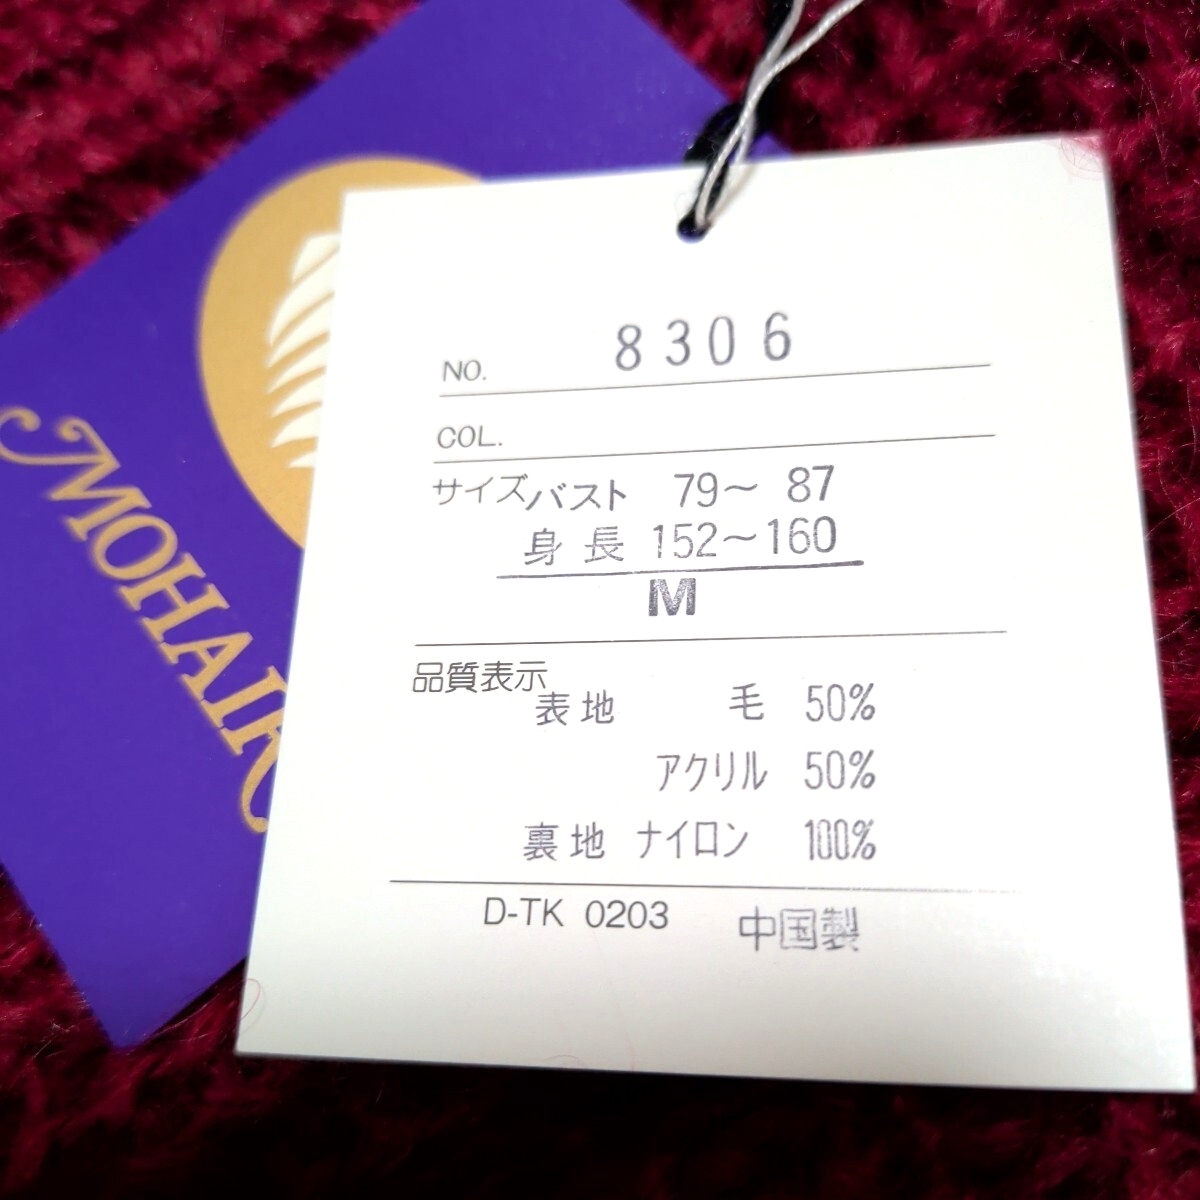 MOHAIR
NO. 8306
COL.
サイズ バスト 79～87
身長 152～160
M
品質表示
表地 毛 50%
アクリル 50%
裏地 ナイロン 100%
D-TK 0203 中国製